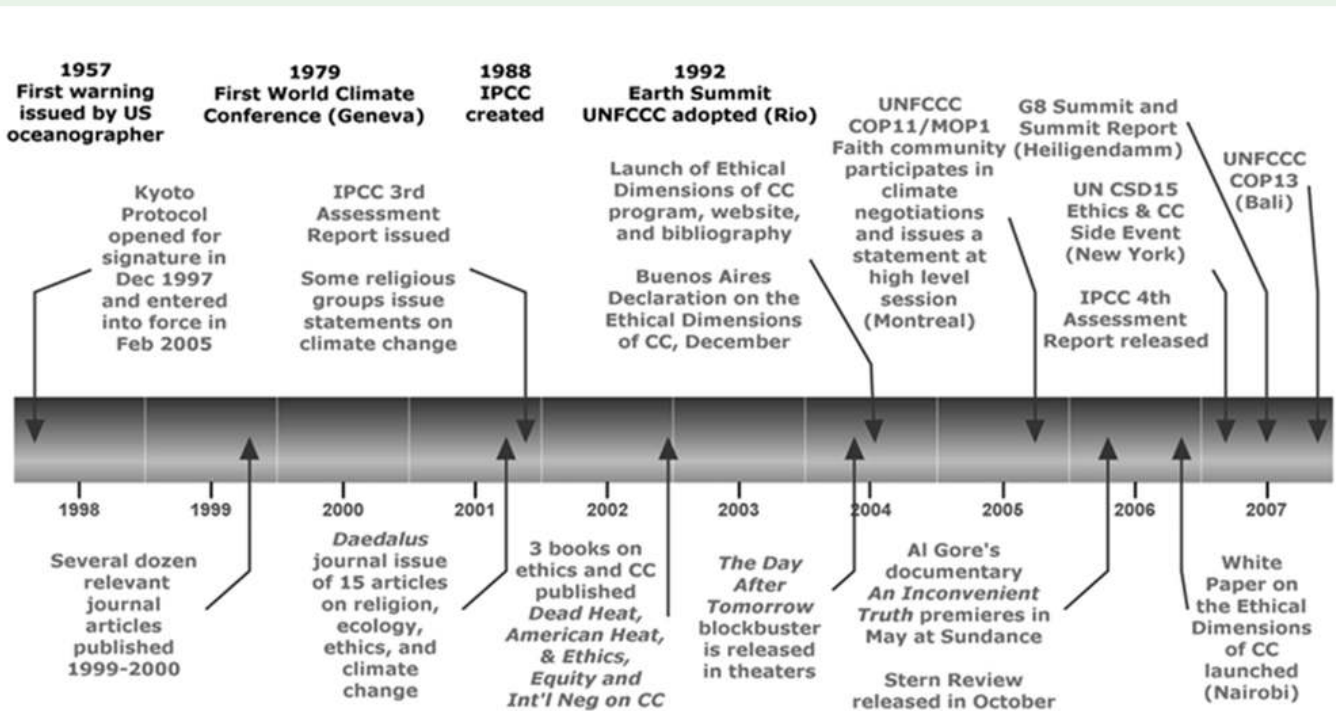 1957
First warning
issued by US
oceanographer
1979
First World Climate
Conference (Geneva)
1988
IPCC
created
1992
Earth Summit
UNFCCC adopted (Rio)
Kyoto
Protocol
opened for
signature in
Dec 1997
and entered
into force in
Feb 2005
IPCC 3rd
Assessment
Report issued
Some religious
groups issue
statements on
climate change
Launch of Ethical
Dimensions of CC
program, website,
and bibliography
Buenos Aires
Declaration on the
Ethical Dimensions
of CC, December
UNFCCC
COP11/MOP1
Faith community
participates in
climate
negotiations
and issues a
statement at
high level
session
(Montreal)
G8 Summit and
Summit Report
(Heiligendamm)
UN CSD15
Ethics & CC
Side Event
(New York)
IPCC 4th
Assessment
Report released
UNFCCC
COP13
(Bali)
1998 1999 2000 2001 2002 2003 2004 2005 2006 2007
Several dozen
relevant
journal
articles
published
1999-2000
Daedalus
journal issue
of 15 articles
on religion,
ecology,
ethics, and
climate
change
3 books on
ethics and CC
published
Dead Heat,
American Heat,
& Ethics,
Equity and
Int'l Neg on CC
The Day
After
Tomorrow
blockbuster
is released
in theaters
Al Gore's
documentary
An Inconvenient
Truth premieres in
May at Sundance
Stern Review
released in October
White
Paper on
the Ethical
Dimensions
of CC
launched
(Nairobi)